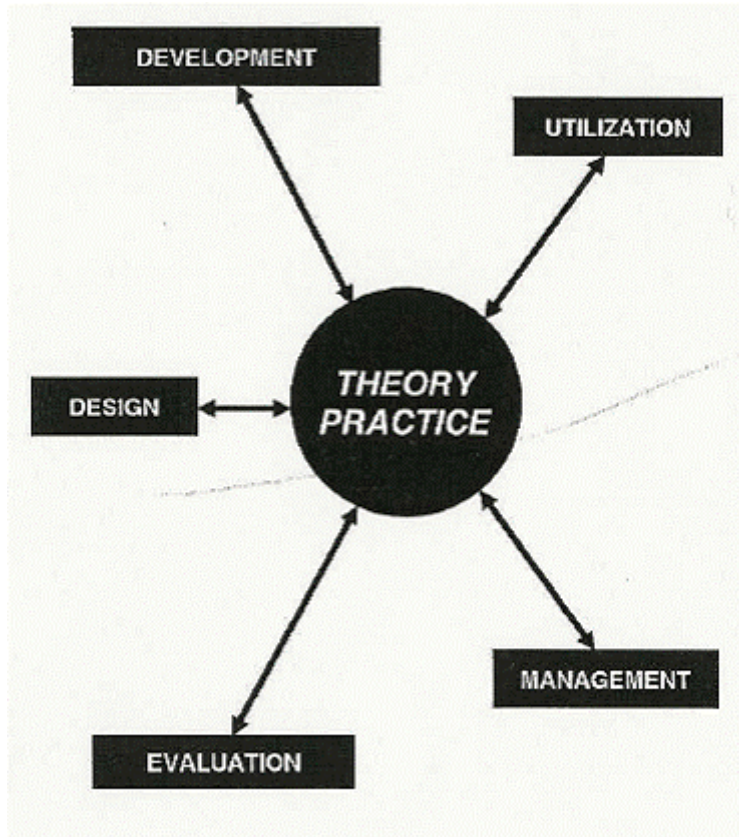 DEVELOPMENT
UTILIZATION
THEORY
PRACTICE
DESIGN
MANAGEMENT
EVALUATION